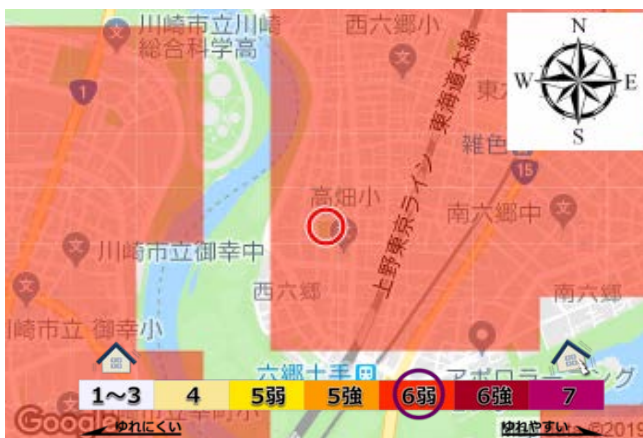 川崎市立川崎
総合科学高
西六郷小
N
W
E
S
1
上野東京ライン 東海道本線
雑色
15
高畑小
南六郷中
川崎市立御幸中
西六郷
南六郷
川崎市立 御幸小
六郷土手
1～3
4
5弱
5強
6弱
6強
7
Google
ゆれにくい
ゆれやすい
©2019